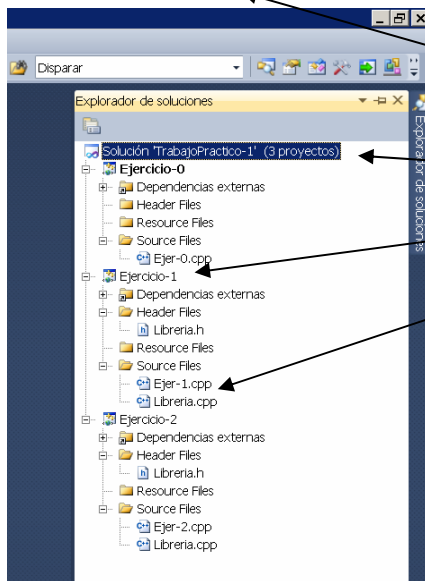 Disparar
Explorador de soluciones
Solución 'TrabajoPractico-1' (3 proyectos)
Ejercicio-0
Dependencias externas
Header Files
Resource Files
Source Files
Ejer-0.cpp
Ejercicio-1
Dependencias externas
Header Files
Libreria.h
Resource Files
Source Files
Ejer-1.cpp
Libreria.cpp
Ejercicio-2
Dependencias externas
Header Files
Libreria.h
Resource Files
Source Files
Ejer-2.cpp
Libreria.cpp
Explorador de soluciones